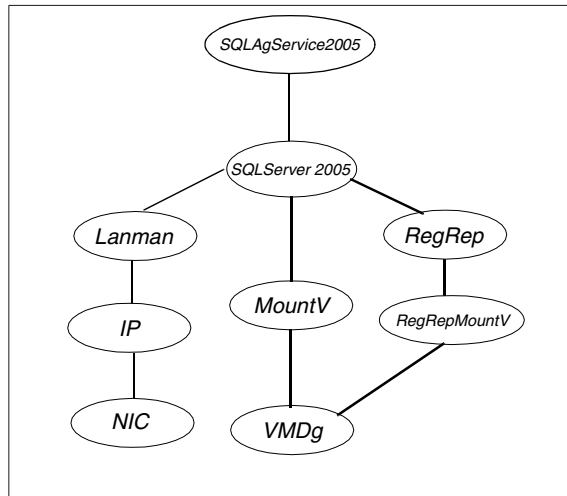 SQLAgService2005
SQLServer 2005
Lanman
RegRep
MountV
RegRepMountV
IP
NIC
VMDg